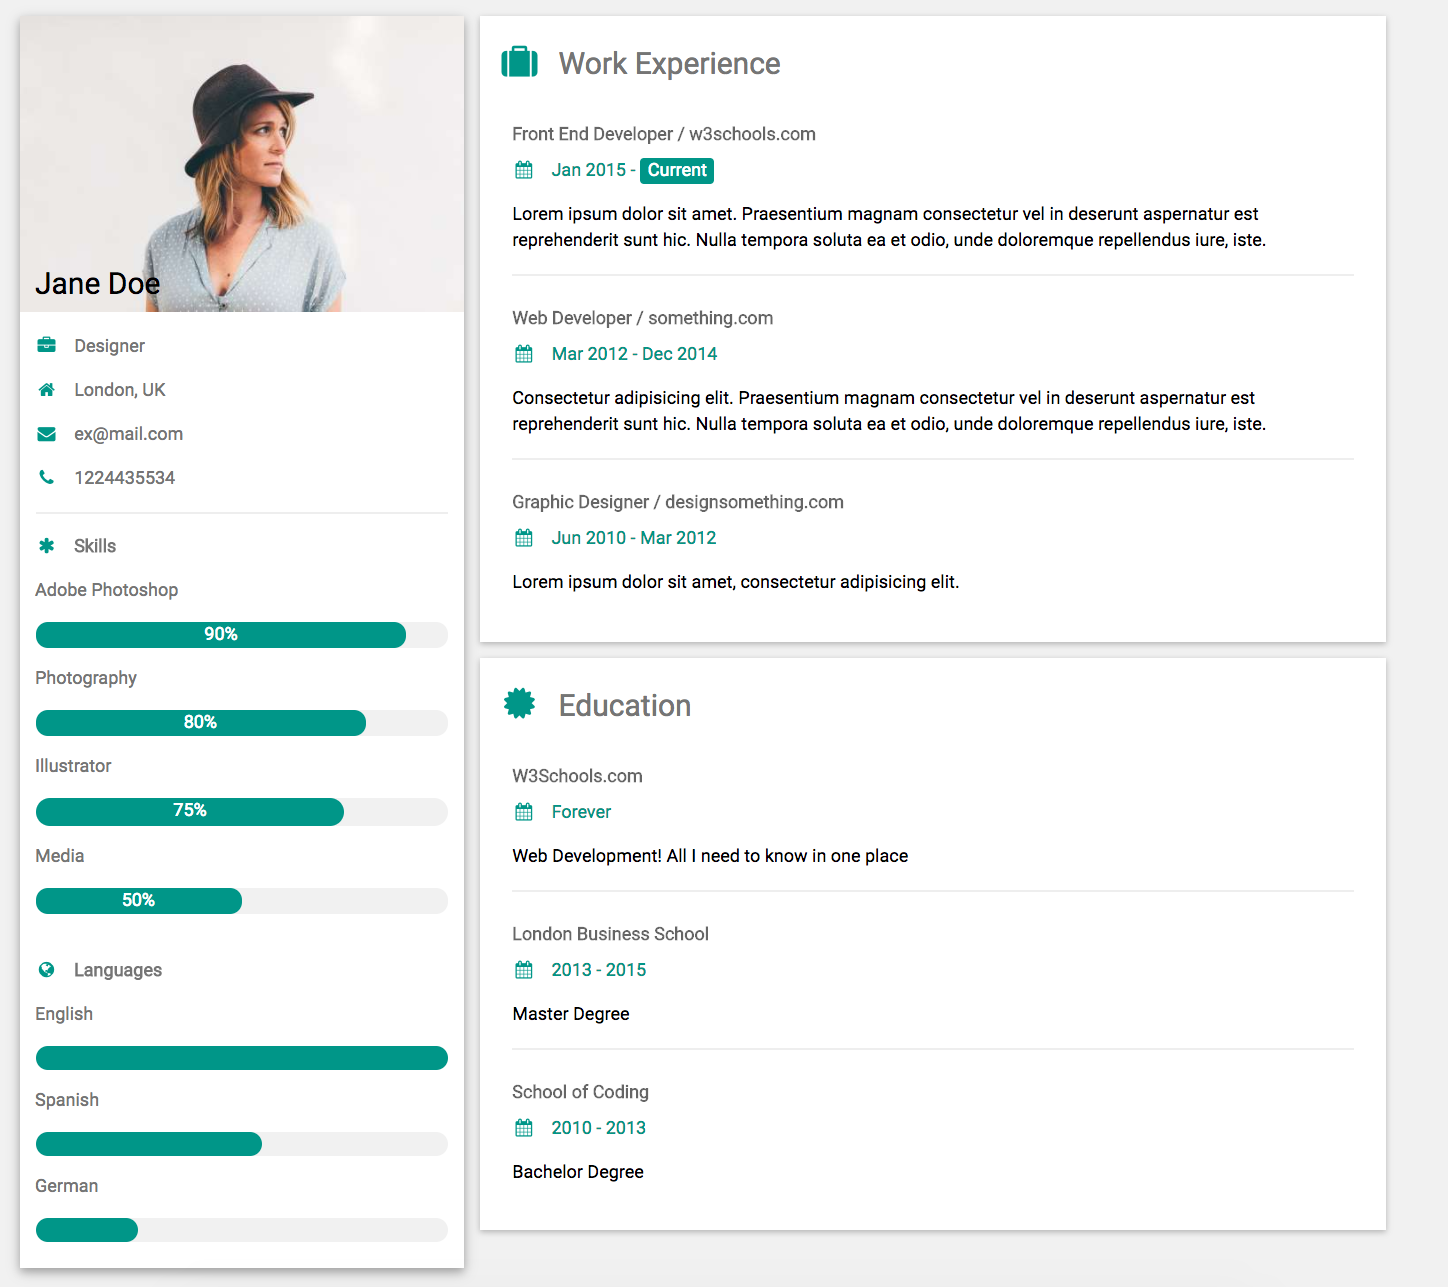 Jane Doe
Designer
London, UK
ex@mail.com
1224435534
Skills
Adobe Photoshop
90%
Photography
80%
Illustrator
75%
Media
50%
Languages
English
Spanish
German
Work Experience
Front End Developer / w3schools.com
Jan 2015 - Current
Lorem ipsum dolor sit amet. Praesentium magnam consectetur vel in deserunt aspernatur est
reprehenderit sunt hic. Nulla tempora soluta ea et odio, unde doloremque repellendus iure, iste.
Web Developer / something.com
Mar 2012 - Dec 2014
Consectetur adipisicing elit. Praesentium magnam consectetur vel in deserunt aspernatur est
reprehenderit sunt hic. Nulla tempora soluta ea et odio, unde doloremque repellendus iure, iste.
Graphic Designer / designsomething.com
Jun 2010 - Mar 2012
Lorem ipsum dolor sit amet, consectetur adipisicing elit.
Education
W3Schools.com
Forever
Web Development! All I need to know in one place
London Business School
2013 - 2015
Master Degree
School of Coding
2010 - 2013
Bachelor Degree